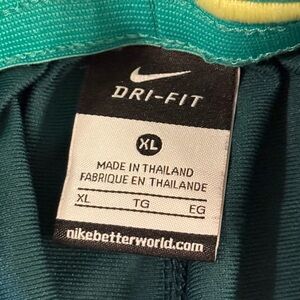 DRI-FIT
XL
MADE IN THAILAND
FABRIQUE EN THAILANDE
XL TG EG
nikebetterworld.com